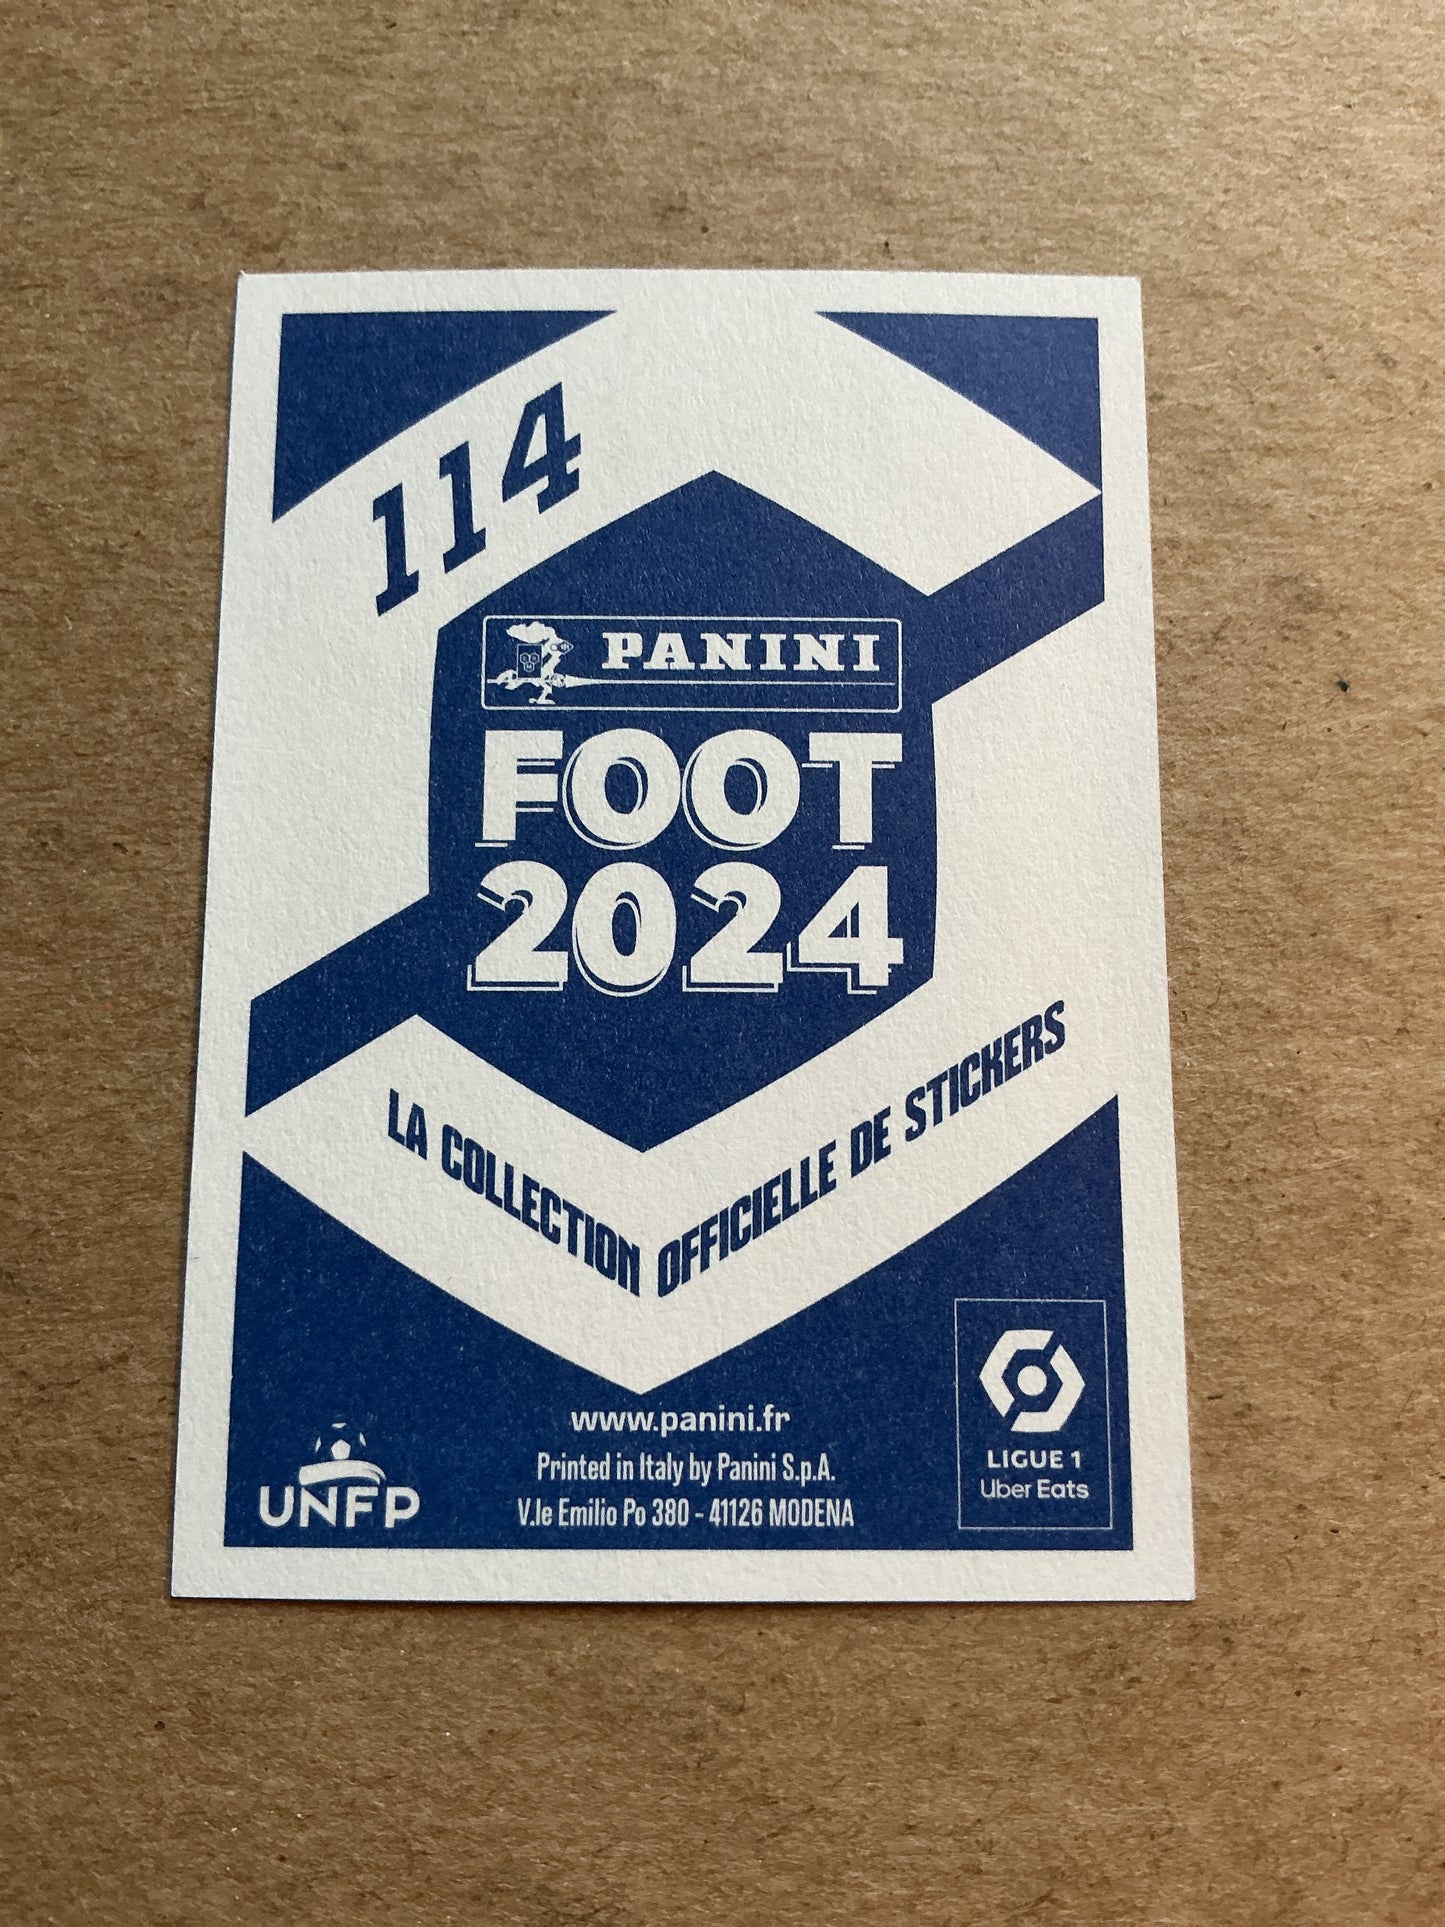 114
PANINI
FOOT
2024
LA COLLECTION OFFICIELLE DE STICKERS
www.panini.fr
Printed in Italy by Panini S.p.A.
V.le Emilio Po 380 - 41126 MODENA
UNFP
LIGUE 1
Uber Eats